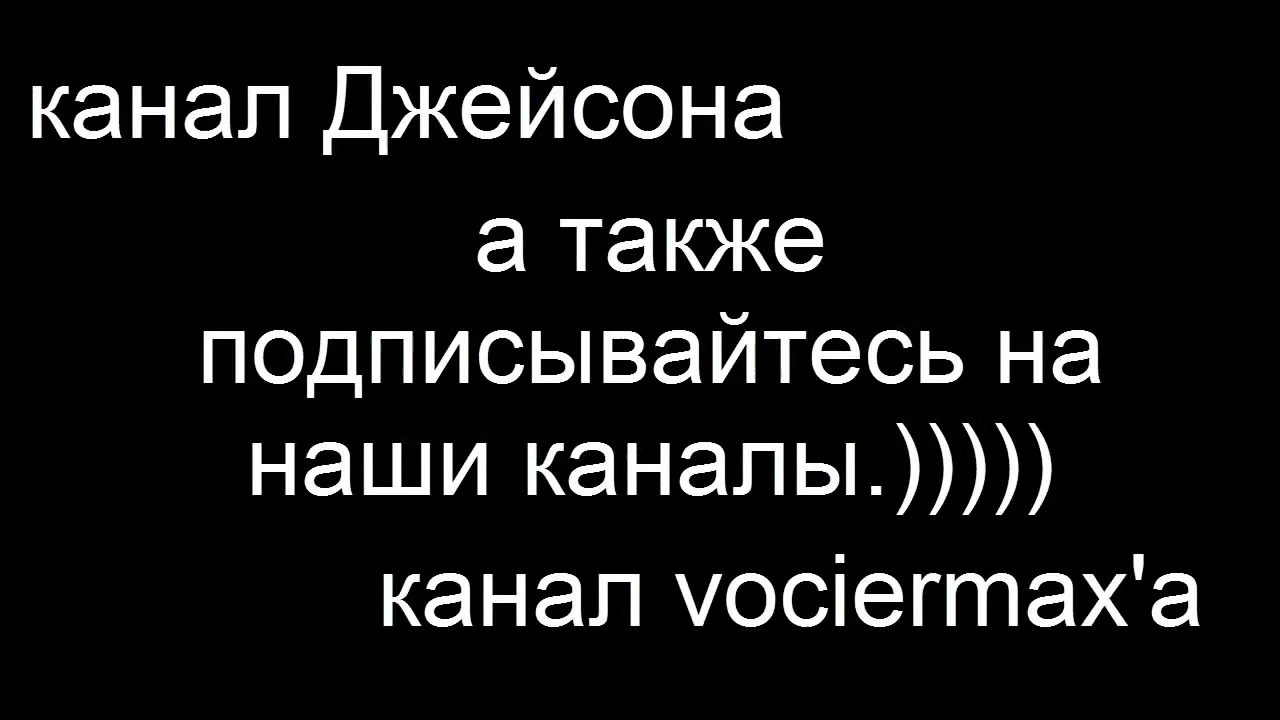 канал Джейсона
а также
подписывайтесь на
наши каналы.)))))
канал vociermax'а